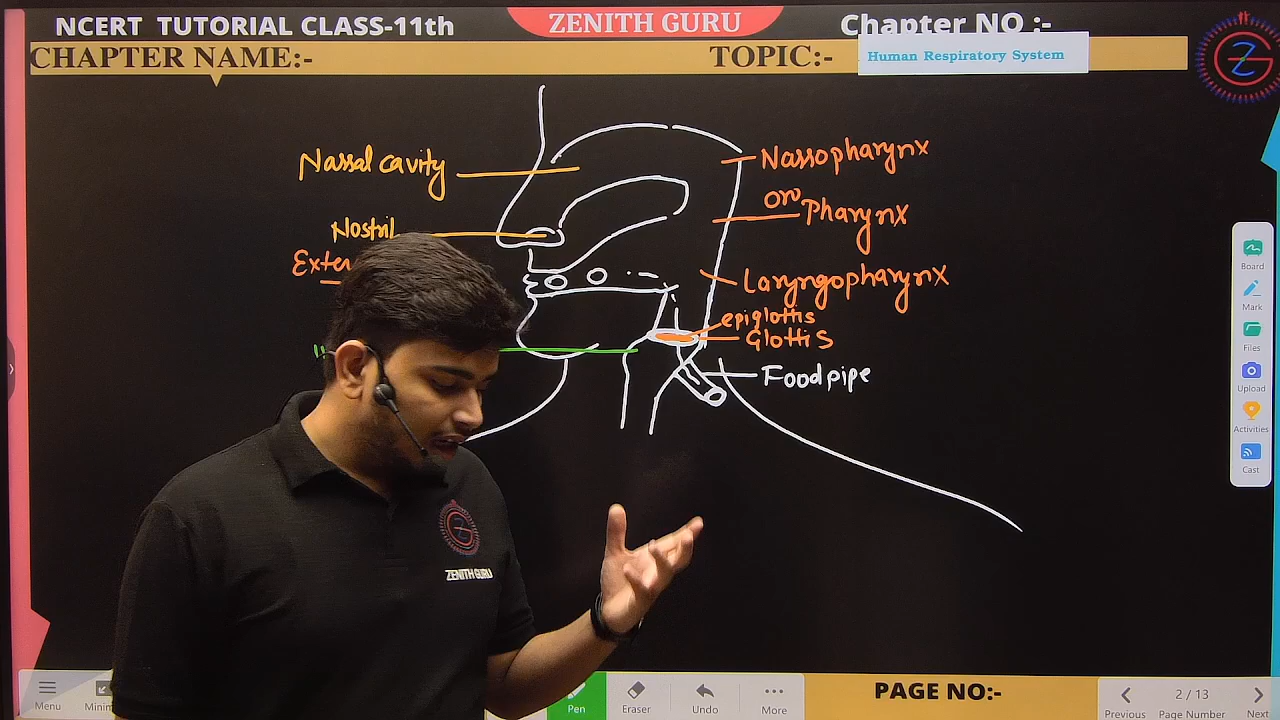 NCERT TUTORIAL CLASS-11th
ZENITH GURU
Chapter NO :-
CHAPTER NAME:-
TOPIC:-
Human Respiratory System
Nassal cavity
Nassopharynx
Nostril
oro pharynx
Exter
Laryngopharynx
epiglottis
Glottis
Foodpipe
ZENITH GURU
Board
Mark
Files
Upload
Activities
Cast
Menu
Minim
Pen
Eraser
Undo
More
PAGE NO:-
Previous
2 / 13
Page Number
Next